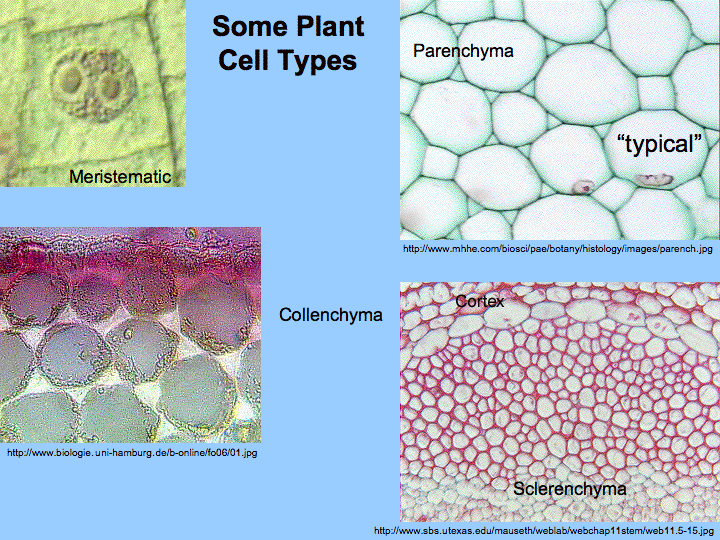 Some Plant
Cell Types
Meristematic
Parenchyma
“typical”
http://www.mhhe.com/biosci/pae/botany/histology/images/parench.jpg
Collenchyma
http://www.biologie.uni-hamburg.de/b-online/fo06/01.jpg
Cortex
Sclerenchyma
http://www.sbs.utexas.edu/mauseth/weblab/webchap11stem/web11.5-15.jpg